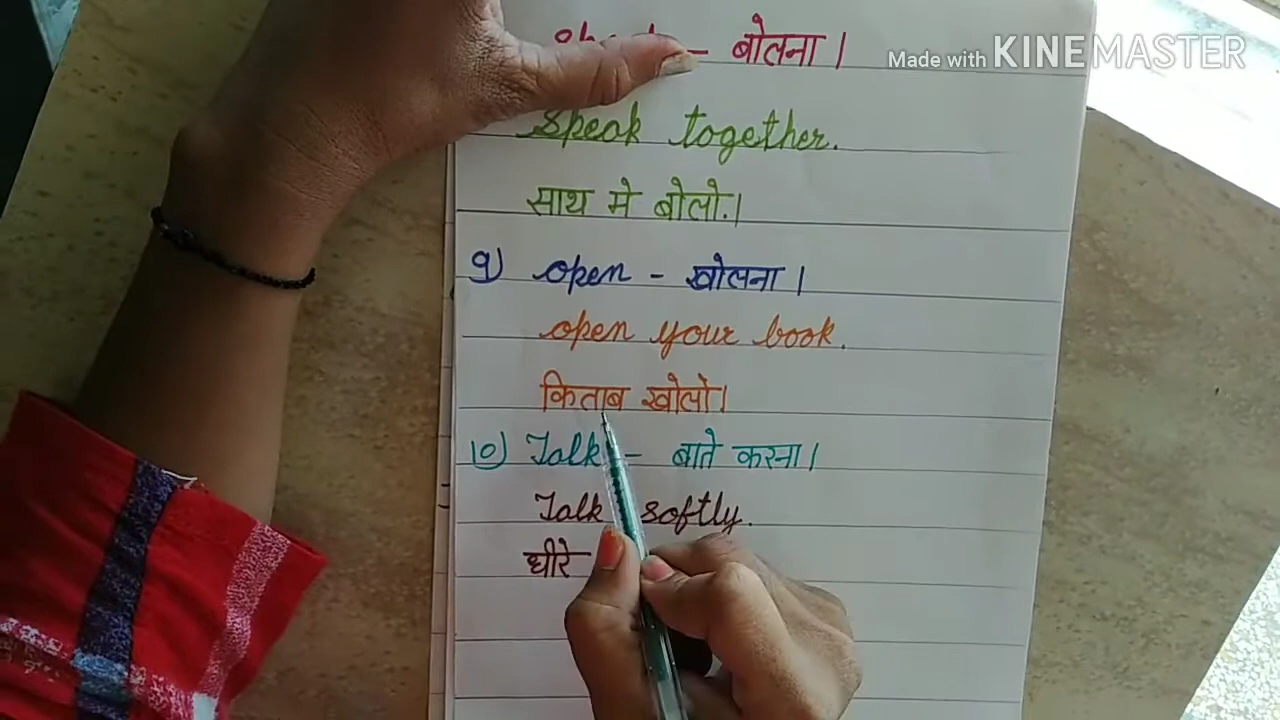 — बोलना।
Made with KINEMASTER
Speak together.
साथ मे बोलो.।
9) open - खोलना।
open your book.
किताब खोलो।
10) Talk - बाते करना।
Talk softly.
धीरे